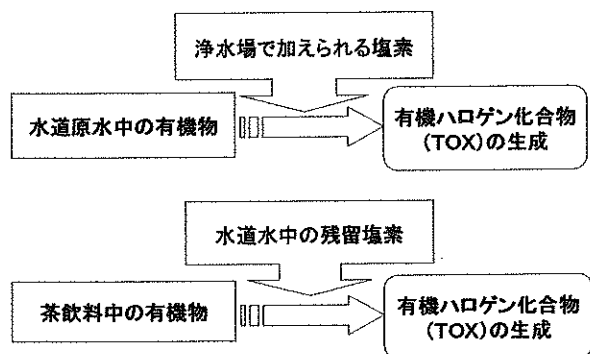 浄水場で加えられる塩素
水道原水中の有機物
有機ハロゲン化合物
(TOX)の生成
水道水中の残留塩素
茶飲料中の有機物
有機ハロゲン化合物
(TOX)の生成